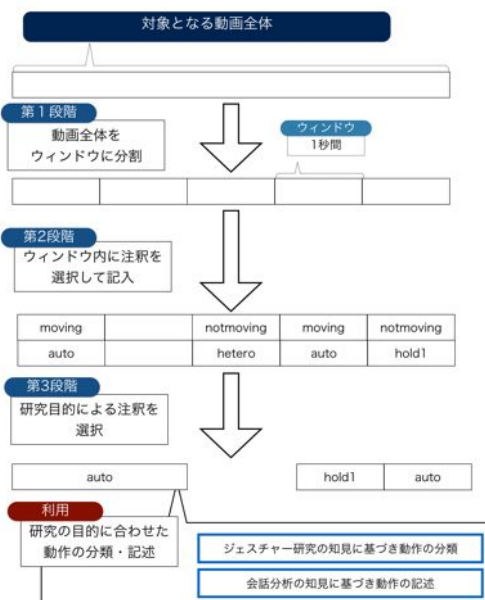 対象となる動画全体
第1段階
動画全体を
ウィンドウに分割
ウィンドウ
1秒間
第2段階
ウィンドウ内に注釈を
選択して記入
moving notmoving moving notmoving
auto hetero auto hold1
第3段階
研究目的による注釈を
選択
auto hold1 auto
利用
研究の目的に合わせた
動作の分類・記述
ジェスチャー研究の知見に基づき動作の分類
会話分析の知見に基づき動作の記述